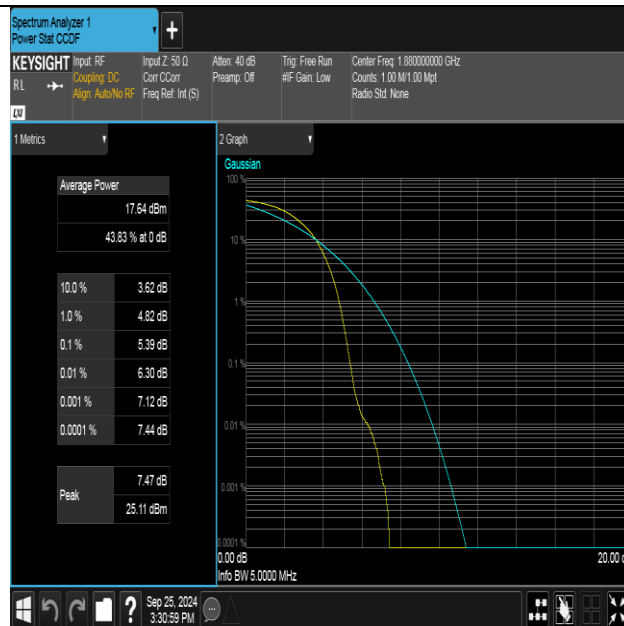 Spectrum Analyzer 1
Power Stat CCDF
+
KEYSIGHT
RL
LXI
Input: RF
Coupling: DC
Align: Auto/No RF
Input Z: 50 Ω
Corr CCorr
Freq Ref: Int (S)
Atten: 40 dB
Preamp: Off
Trig: Free Run
#IF Gain: Low
Center Freq: 1.880000000 GHz
Counts: 1.00 M/1.00 Mpt
Radio Std: None
1 Metrics
Average Power
17.64 dBm
43.83 % at 0 dB
10.0 % 3.62 dB
1.0 % 4.82 dB
0.1 % 5.39 dB
0.01 % 6.30 dB
0.001 % 7.12 dB
0.0001 % 7.44 dB
Peak 7.47 dB
25.11 dBm
2 Graph
Gaussian
100 %
10 %
1 %
0.1 %
0.01 %
0.001 %
0.0001 %
0.00 dB
20.00 d
Info BW 5.0000 MHz
?
Sep 25, 2024
3:30:59 PM